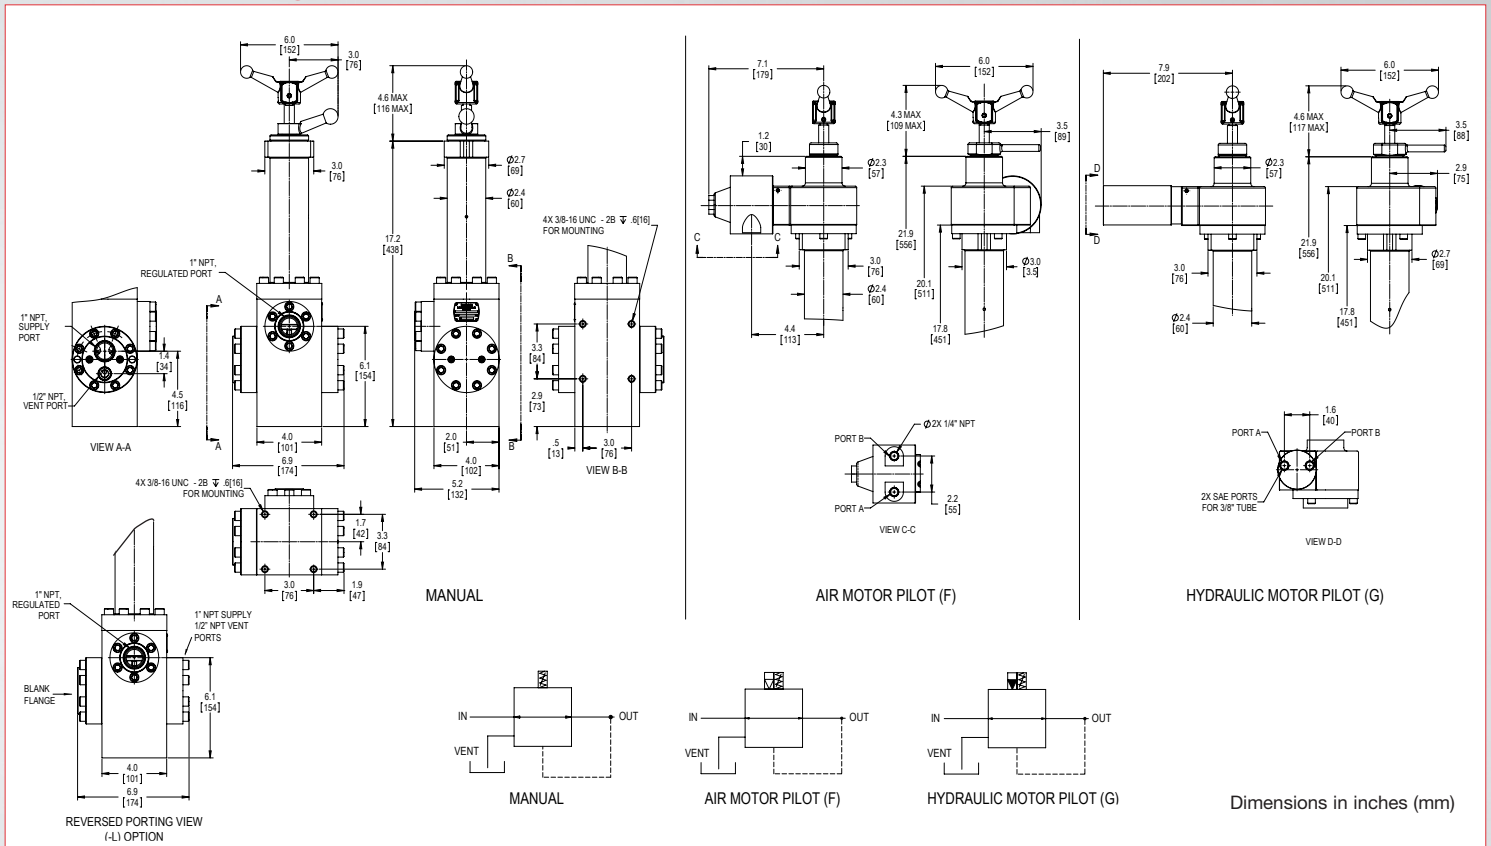 6.0
[152]
3.0
[76]
3.0
[76]
1" NPT,
REGULATED PORT
1" NPT,
SUPPLY
PORT
1/2" NPT,
VENT PORT
1.4
[34]
4.5
[116]
VIEW A-A
A
A
6.1
[154]
4.0
[101]
6.9
[174]
4.6 MAX
[116 MAX]
Ø2.7
[69]
Ø2.4
[60]
17.2
[438]
2.0
[51]
4.0
[102]
5.2
[132]
B
B
4X 3/8-16 UNC - 2B ↧ .6[16]
FOR MOUNTING
3.3
[84]
2.9
[73]
.5
[13]
3.0
[76]
VIEW B-B
4X 3/8-16 UNC - 2B ↧ .6[16]
FOR MOUNTING
1.7
[42]
3.3
[84]
3.0
[76]
1.9
[47]
MANUAL
1" NPT,
REGULATED
PORT
1" NPT SUPPLY
1/2" NPT VENT
PORTS
BLANK
FLANGE
6.1
[154]
4.0
[101]
6.9
[174]
REVERSED PORTING VIEW
(-L) OPTION
7.1
[179]
1.2
[30]
Ø2.3
[57]
C
C
3.0
[76]
Ø2.4
[60]
4.4
[113]
6.0
[152]
4.3 MAX
[109 MAX]
3.5
[89]
21.9
[556]
20.1
[511]
17.8
[451]
Ø3.0
[3.5]
PORT B
Ø2X 1/4" NPT
PORT A
2.2
[55]
VIEW C-C
AIR MOTOR PILOT (F)
7.9
[202]
Ø2.3
[57]
D
D
3.0
[76]
Ø2.4
[60]
6.0
[152]
4.6 MAX
[117 MAX]
3.5
[88]
2.9
[75]
21.9
[556]
20.1
[511]
17.8
[451]
Ø2.7
[69]
1.6
[40]
PORT A
PORT B
2X SAE PORTS
FOR 3/8" TUBE
VIEW D-D
HYDRAULIC MOTOR PILOT (G)
IN
OUT
VENT
MANUAL
IN
OUT
VENT
AIR MOTOR PILOT (F)
IN
OUT
VENT
HYDRAULIC MOTOR PILOT (G)
Dimensions in inches (mm)